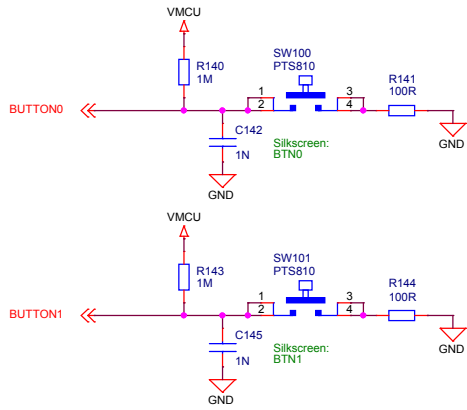 VMCU
R140
1M
SW100
PTS810
BUTTON0
1
2
3
4
R141
100R
C142
1N
Silkscreen:
BTN0
GND
GND
VMCU
R143
1M
SW101
PTS810
BUTTON1
1
2
3
4
R144
100R
C145
1N
Silkscreen:
BTN1
GND
GND